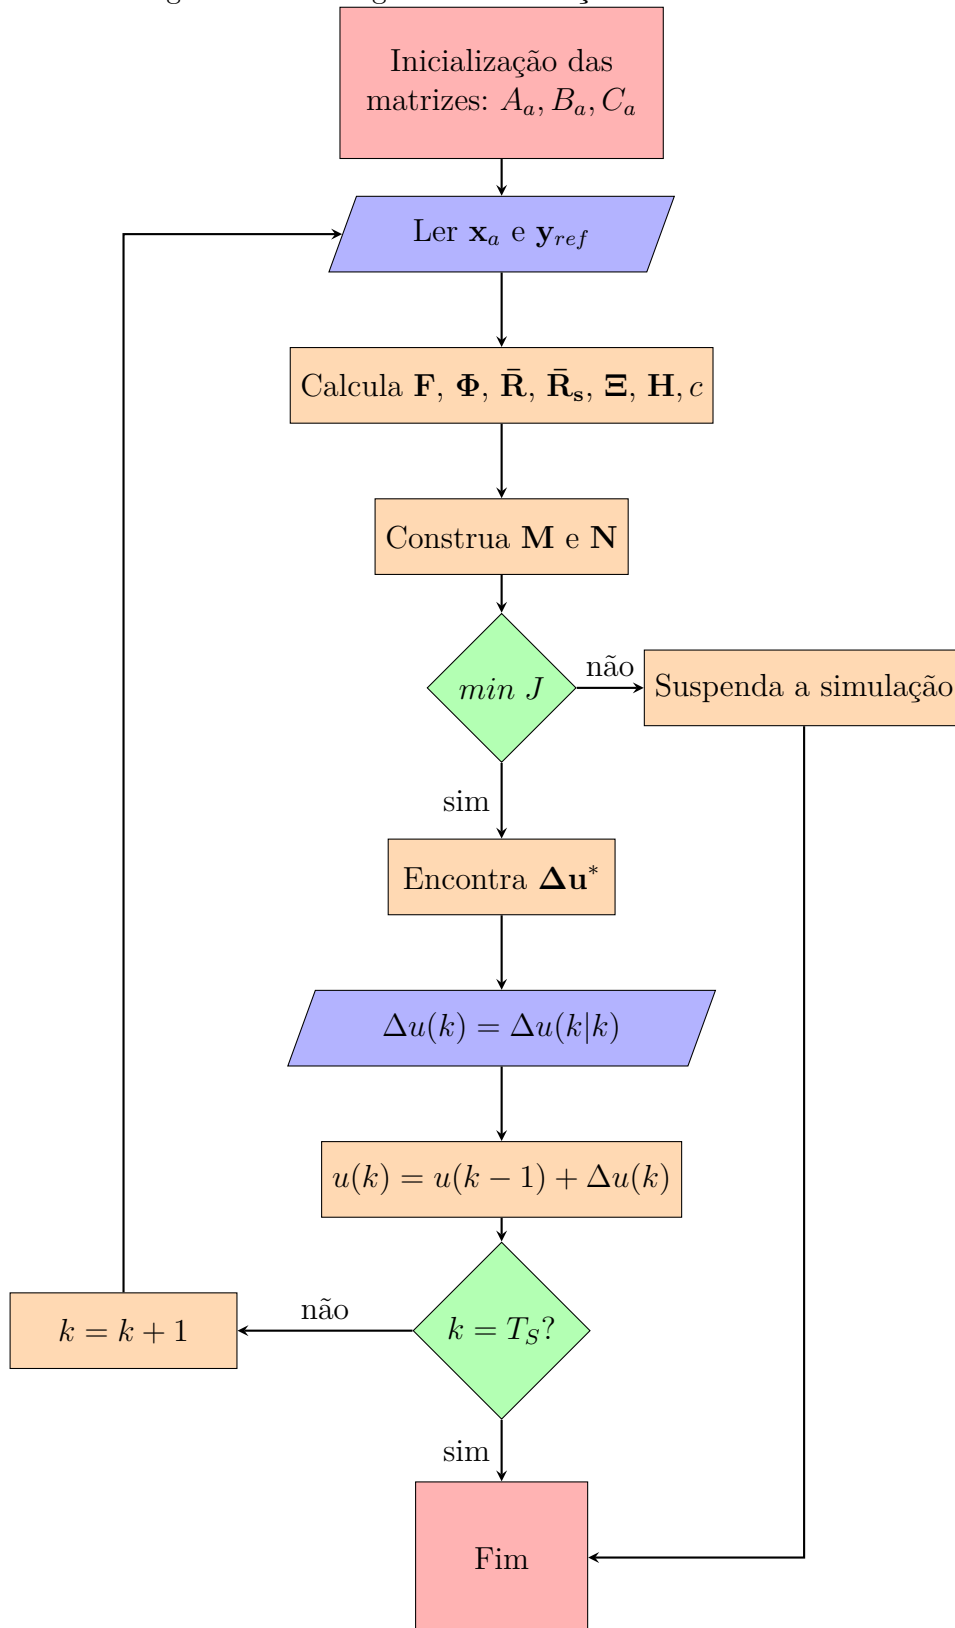 Inicialização das
matrizes: A_a, B_a, C_a
Ler x_a e y_ref
Calcula F, Φ, R̄, R̄_s, Ξ, H, c
Construa M e N
min J
não
Suspenda a simulação
sim
Encontra Δu*
Δu(k) = Δu(k|k)
u(k) = u(k − 1) + Δu(k)
k = T_S?
não
k = k + 1
sim
Fim